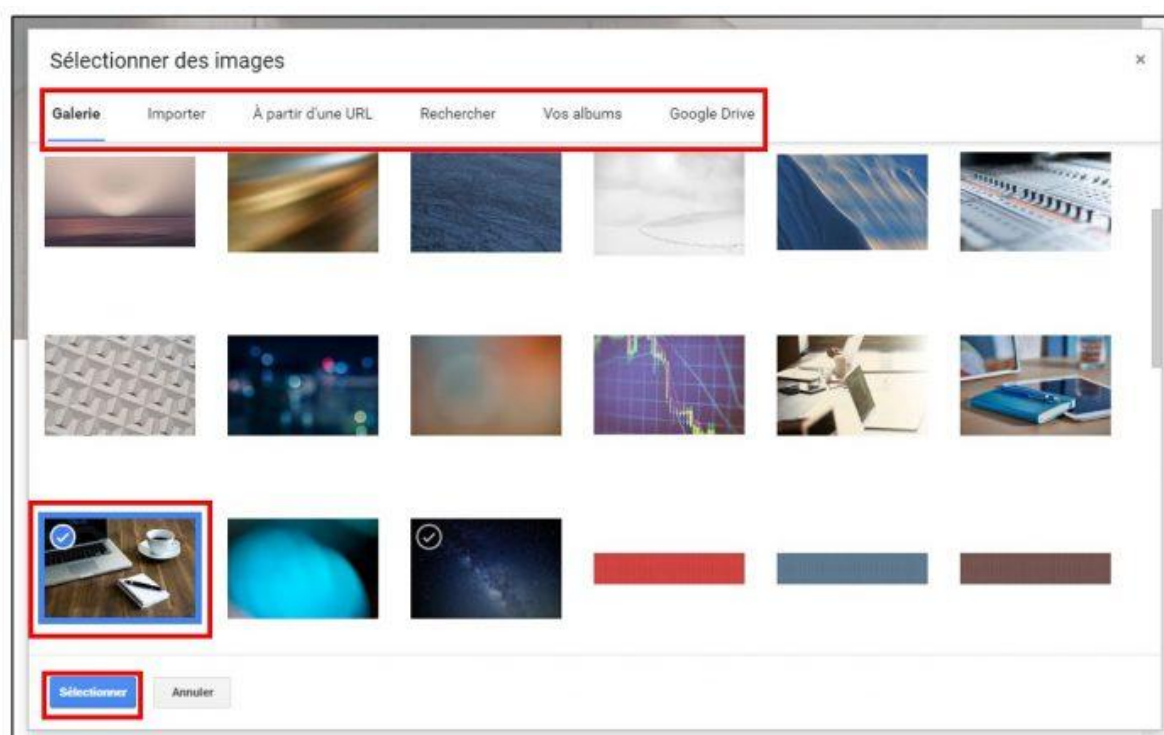 Sélectionner des images ×
Galerie Importer À partir d'une URL Rechercher Vos albums Google Drive
Sélectionner Annuler